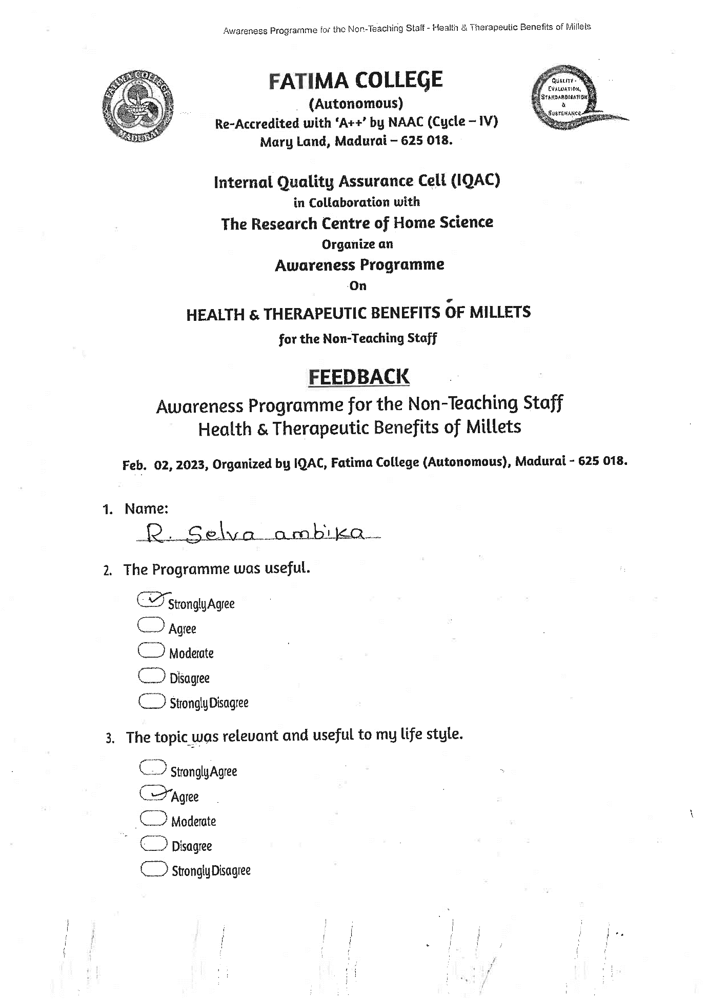 Awareness Programme for the Non-Teaching Staff - Health & Therapeutic Benefits of Millets
FATIMA COLLEGE
MADURAI
QUALITY-
EVALUATION,
STANDARDISATION
&
SUSTENANCE
FATIMA COLLEGE
(Autonomous)
Re-Accredited with 'A++' by NAAC (Cycle – IV)
Mary Land, Madurai – 625 018.
Internal Quality Assurance Cell (IQAC)
in Collaboration with
The Research Centre of Home Science
Organize an
Awareness Programme
On
HEALTH & THERAPEUTIC BENEFITS OF MILLETS
for the Non-Teaching Staff
FEEDBACK
Awareness Programme for the Non-Teaching Staff
Health & Therapeutic Benefits of Millets
Feb. 02, 2023, Organized by IQAC, Fatima College (Autonomous), Madurai - 625 018.
1. Name:
R. Selva ambika
2. The Programme was useful.
Strongly Agree
Agree
Moderate
Disagree
Strongly Disagree
3. The topic was relevant and useful to my life style.
Strongly Agree
Agree
Moderate
Disagree
Strongly Disagree